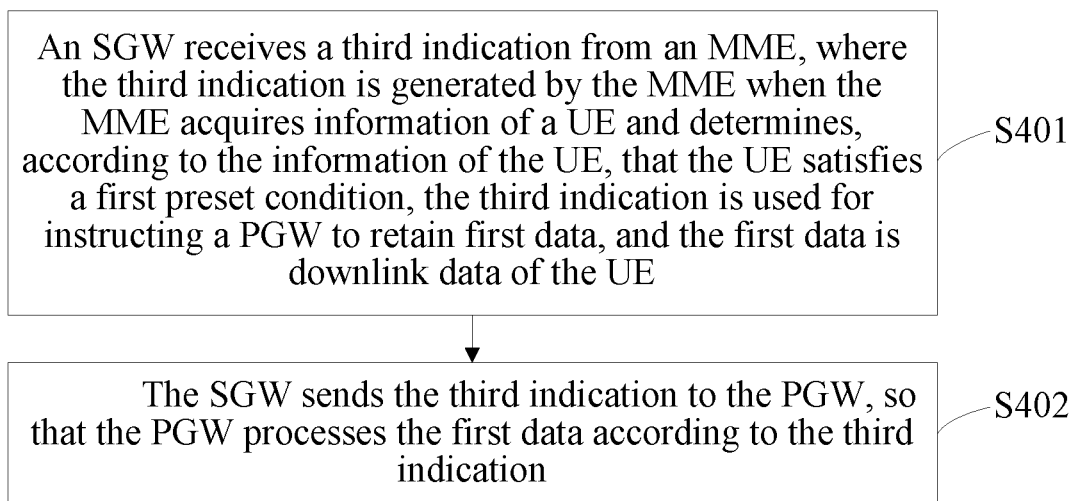 An SGW receives a third indication from an MME, where
the third indication is generated by the MME when the
MME acquires information of a UE and determines,
according to the information of the UE, that the UE satisfies
a first preset condition, the third indication is used for
instructing a PGW to retain first data, and the first data is
downlink data of the UE
S401
The SGW sends the third indication to the PGW, so
that the PGW processes the first data according to the third
indication
S402